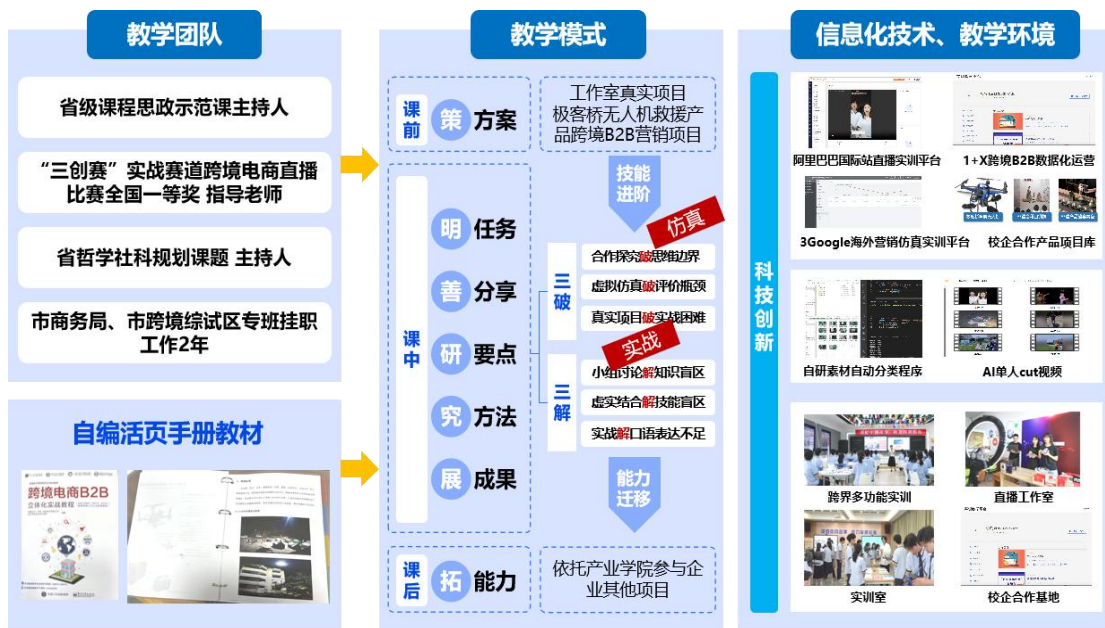 教学团队
省级课程思政示范课主持人
“三创赛”实战赛道跨境电商直播
比赛全国一等奖 指导老师
省哲学社科规划课题 主持人
市商务局、市跨境综试区专班挂职
工作2年
自编活页手册教材
跨境电商B2B
立体化实战教程
教学模式
课前
策 方案
工作室真实项目
极客桥无人机救援产
品跨境B2B营销项目
技能
进阶
课中
明 任务
善 分享
研 要点
究 方法
展 成果
仿真
三破
合作探究破思维边界
虚拟仿真破评价瓶颈
真实项目破实战困难
实战
三解
小组讨论解知识盲区
虚实结合解技能盲区
实战解口语表达不足
能力
迁移
课后
拓 能力
依托产业学院参与企
业其他项目
信息化技术、教学环境
科技创新
阿里巴巴国际站直播实训平台
1+X跨境B2B数据化运营
3Google海外营销仿真实训平台
校企合作产品项目库
自研素材自动分类程序
AI单人cut视频
跨界多功能实训
直播工作室
实训室
校企合作基地